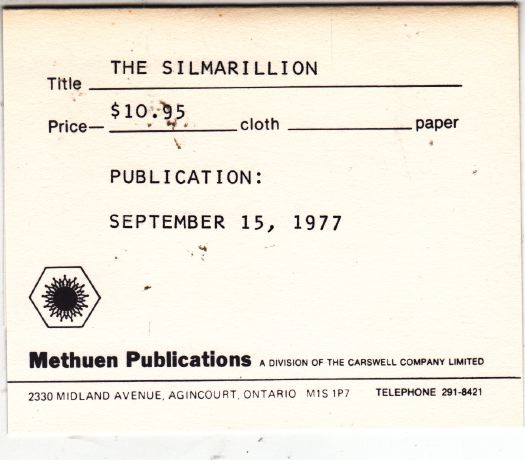 Title THE SILMARILLION
Price— $10.95 cloth paper
PUBLICATION:
SEPTEMBER 15, 1977
Methuen Publications A DIVISION OF THE CARSWELL COMPANY LIMITED
2330 MIDLAND AVENUE, AGINCOURT, ONTARIO M1S 1P7 TELEPHONE 291-8421